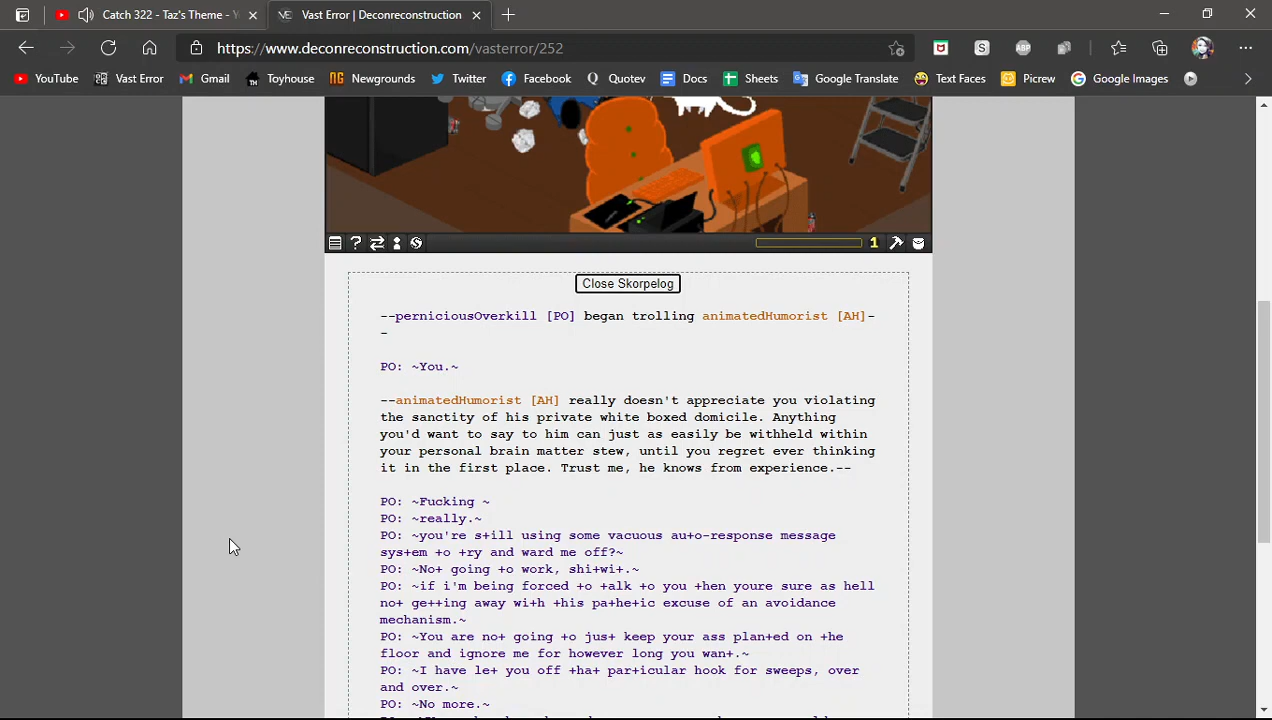 Catch 322 - Taz's Theme - Y
Vast Error | Deconreconstruction
https://www.deconreconstruction.com/vasterror/252
YouTube
Vast Error
Gmail
Toyhouse
Newgrounds
Twitter
Facebook
Quotev
Docs
Sheets
Google Translate
Text Faces
Picrew
Google Images
1
Close Skorpelog
--perniciousOverkill [PO] began trolling animatedHumorist [AH]-
-
PO: ~You.~
--animatedHumorist [AH] really doesn't appreciate you violating
the sanctity of his private white boxed domicile. Anything
you'd want to say to him can just as easily be withheld within
your personal brain matter stew, until you regret ever thinking
it in the first place. Trust me, he knows from experience.--
PO: ~Fucking ~
PO: ~really.~
PO: ~you're s+ill using some vacuous au+o-response message
sys+em +o +ry and ward me off?~
PO: ~No+ going +o work, shi+wi+.~
PO: ~if i'm being forced +o +alk +o you +hen youre sure as hell
no+ ge++ing away wi+h +his pa+he+ic excuse of an avoidance
mechanism.~
PO: ~You are no+ going +o jus+ keep your ass plan+ed on +he
floor and ignore me for however long you wan+.~
PO: ~I have le+ you off +ha+ par+icular hook for sweeps, over
and over.~
PO: ~No more.~